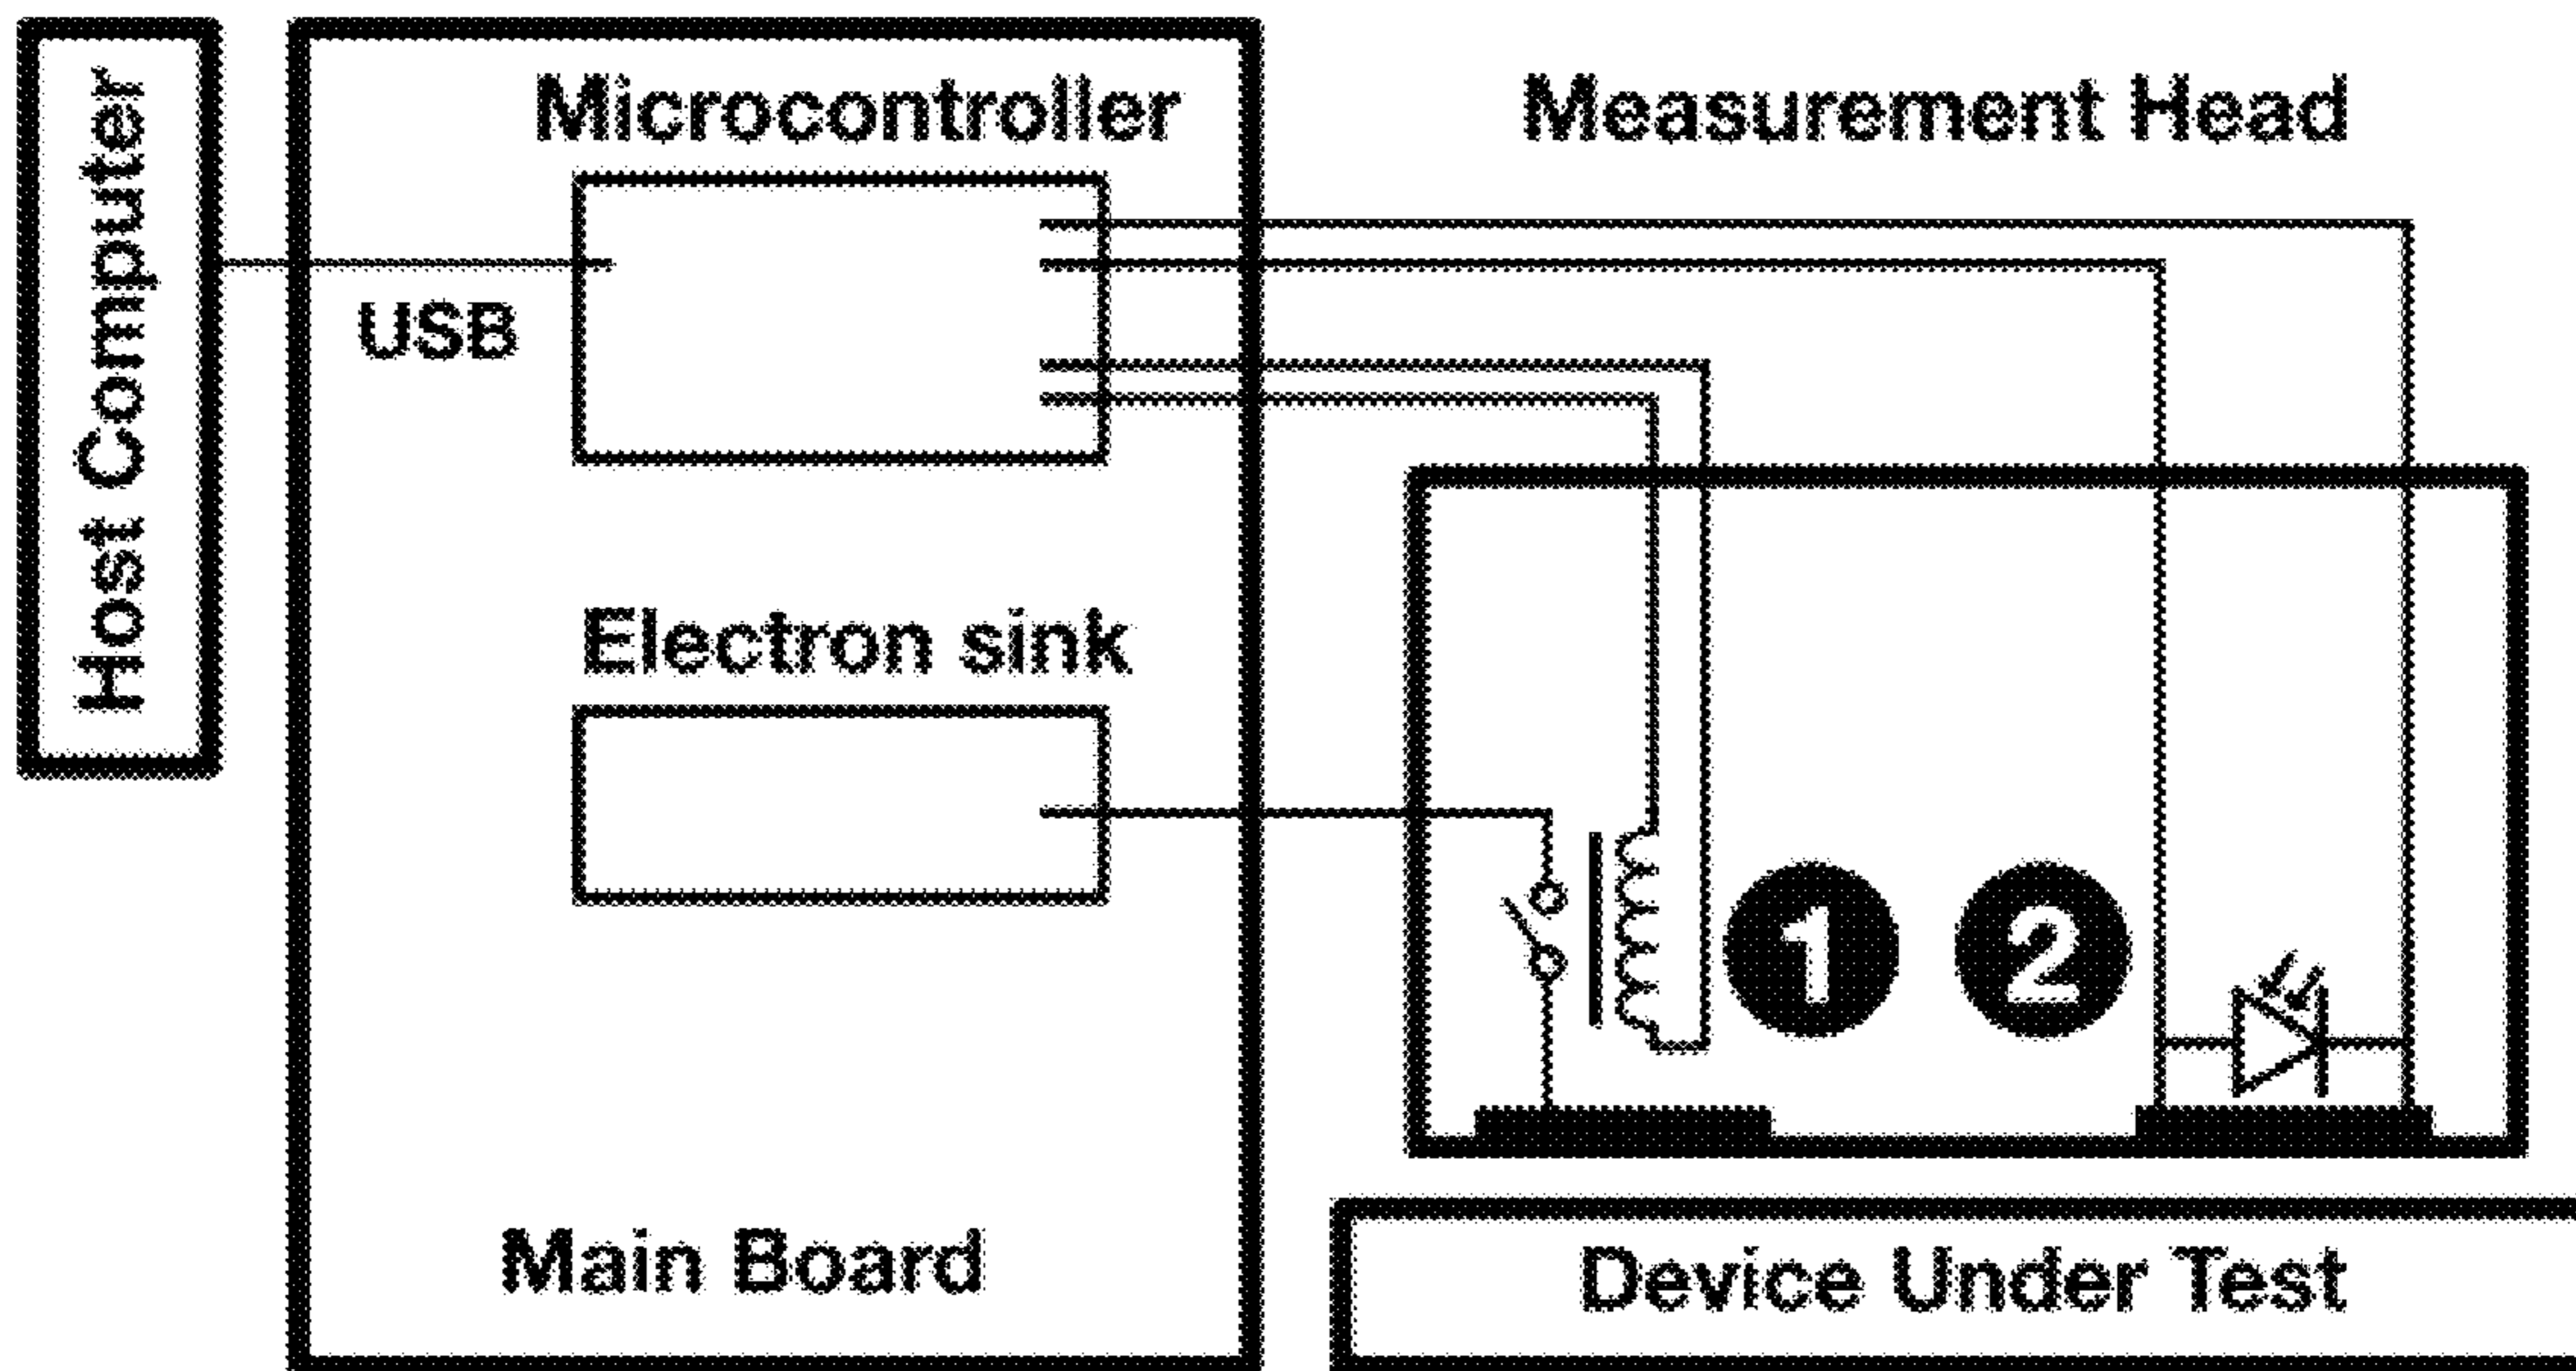 Host Computer
Microcontroller
Measurement Head
USB
Electron sink
1 2
Main Board
Device Under Test